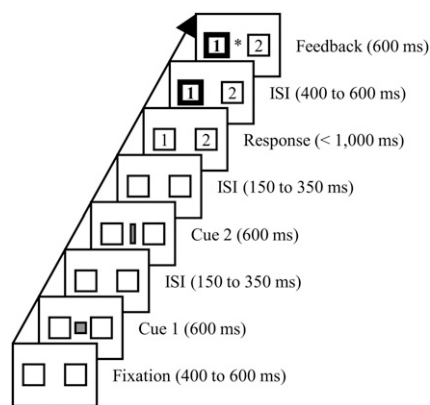 1 * 2
Feedback (600 ms)
1 2
ISI (400 to 600 ms)
1 2
Response (< 1,000 ms)
ISI (150 to 350 ms)
Cue 2 (600 ms)
ISI (150 to 350 ms)
Cue 1 (600 ms)
Fixation (400 to 600 ms)